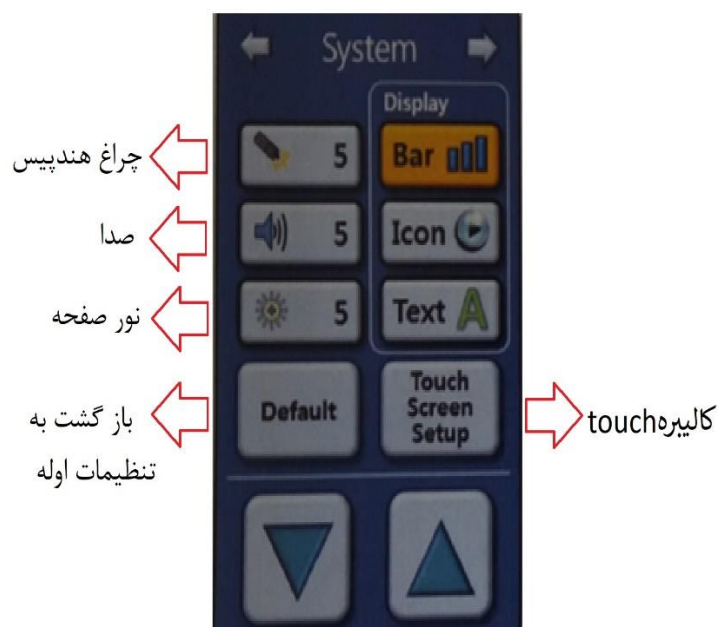 System
Display
چراغ هندپیس
5
Bar
صدا
5
Icon
نور صفحه
5
Text A
باز گشت به
تنظیمات اوله
Default
Touch
Screen
Setup
کالیبرهtouch